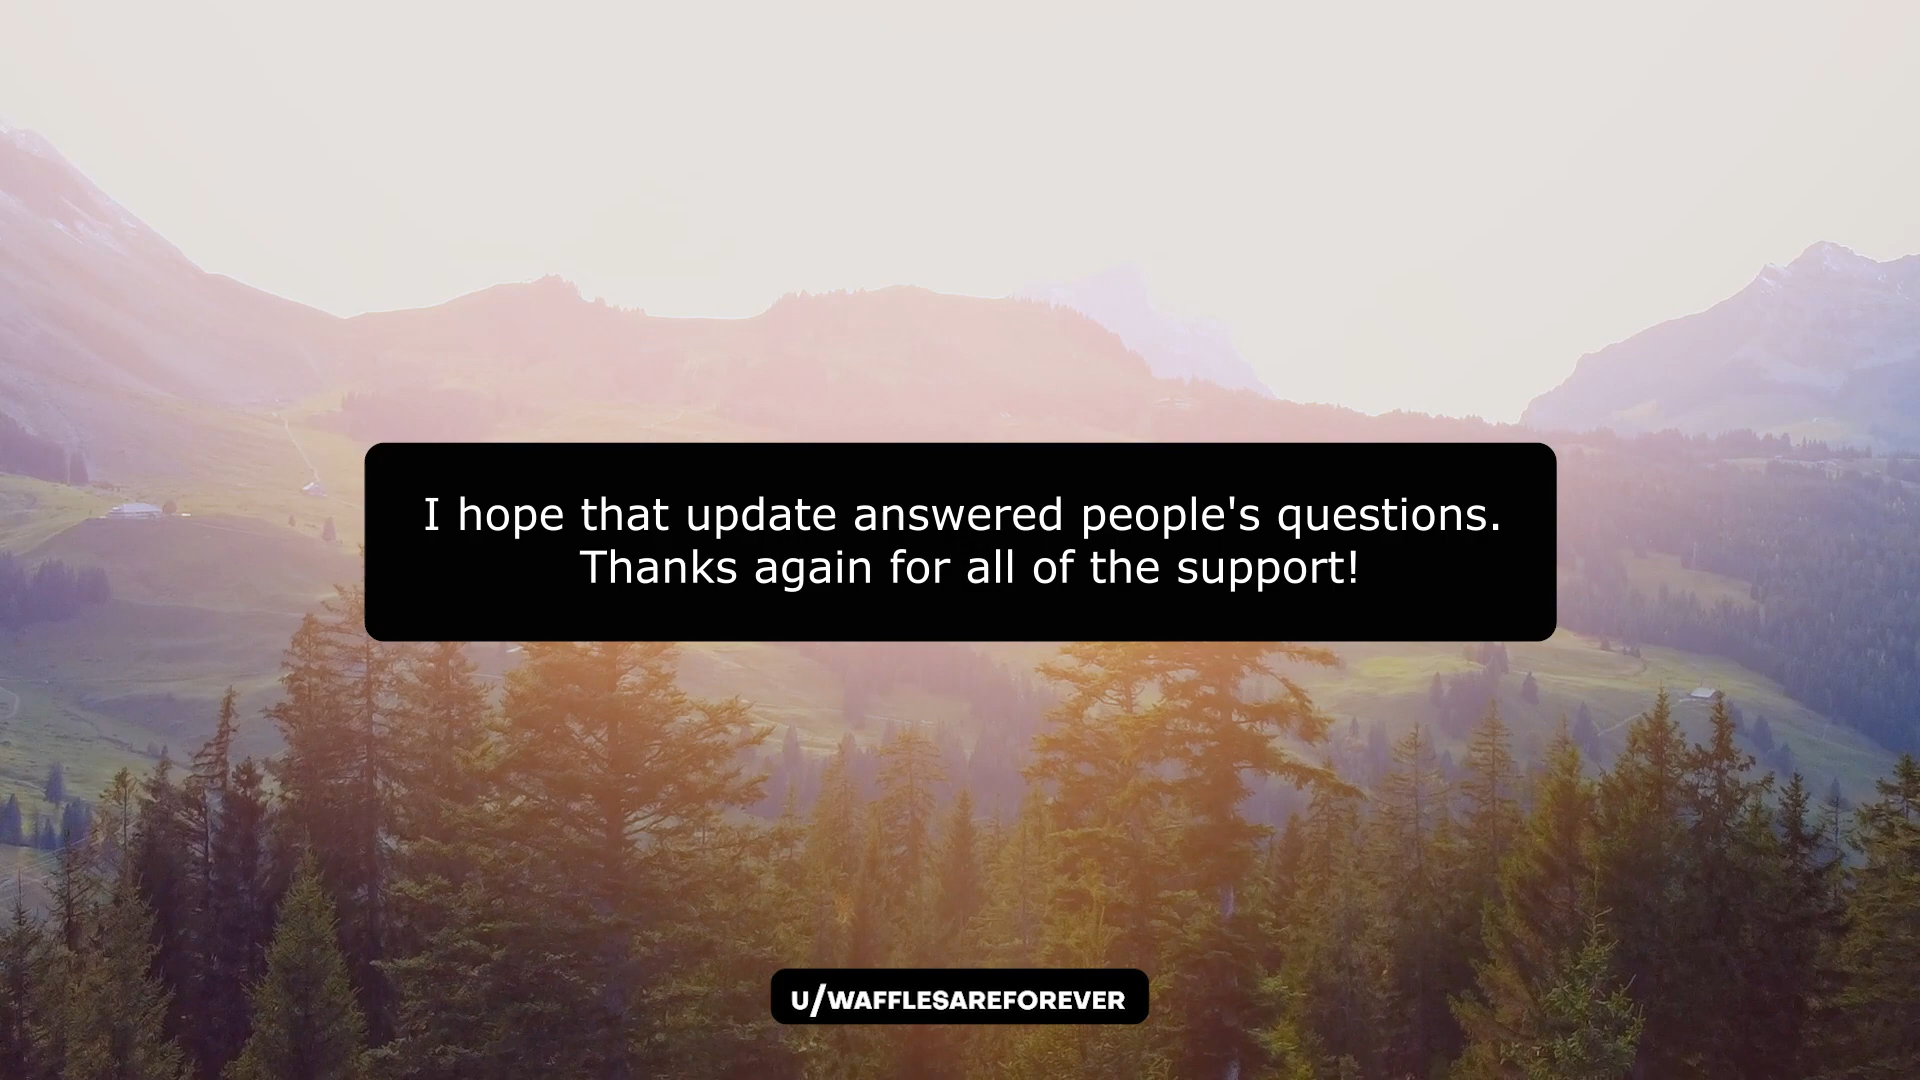 I hope that update answered people's questions.
Thanks again for all of the support!
U/WAFFLESAREFOREVER